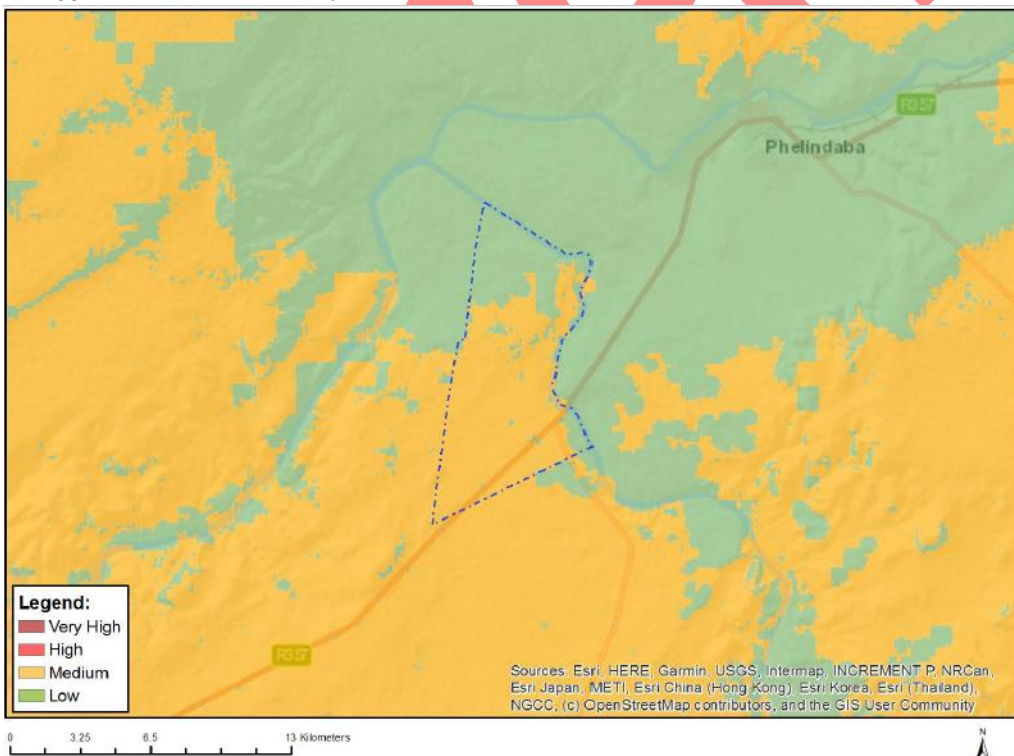 R357
Phelindaba
Legend:
Very High
High
Medium
Low
R357
Sources: Esri, HERE, Garmin, USGS, Intermap, INCREMENT P, NRCan,
Esri Japan, METI, Esri China (Hong Kong), Esri Korea, Esri (Thailand),
NGCC, (c) OpenStreetMap contributors, and the GIS User Community
0 3.25 6.5 13 Kilometers
N